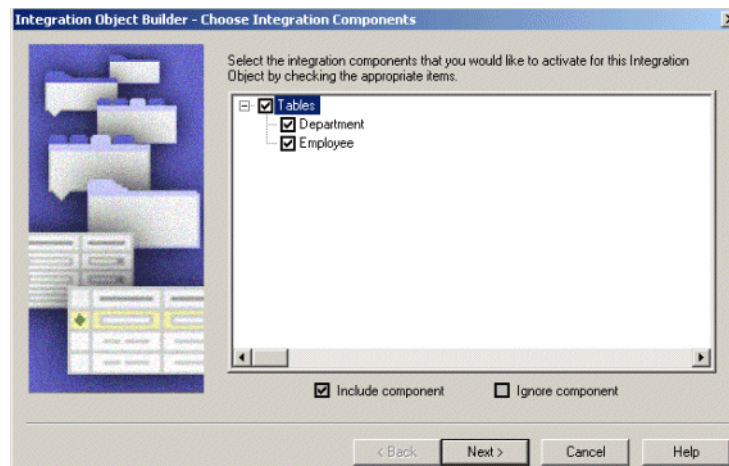 Integration Object Builder - Choose Integration Components
Select the integration components that you would like to activate for this Integration
Object by checking the appropriate items.
Tables
Department
Employee
Include component
Ignore component
< Back
Next >
Cancel
Help